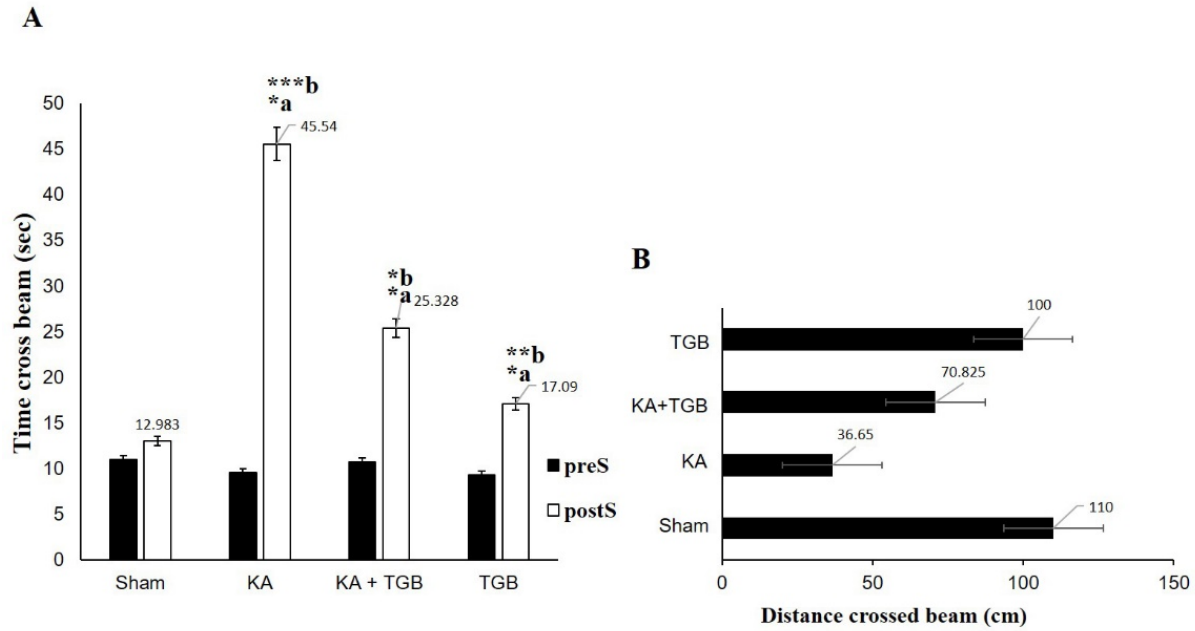 A
***b
*a
45.54
*b
*a
25.328
**b
*a
17.09
12.983
Time cross beam (sec)
50
45
40
35
30
25
20
15
10
5
0
Sham
KA
KA + TGB
TGB
preS
postS
B
TGB
KA+TGB
KA
Sham
100
70.825
36.65
110
0
50
100
150
Distance crossed beam (cm)